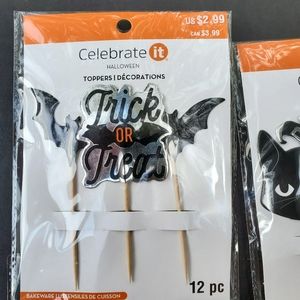 US $2.99
CAN $3.99
Celebrate it
HALLOWEEN
TOPPERS | DÉCORATIONS
Trick
OR
Treat
12 pc
BAKEWARE
DE CUISSON